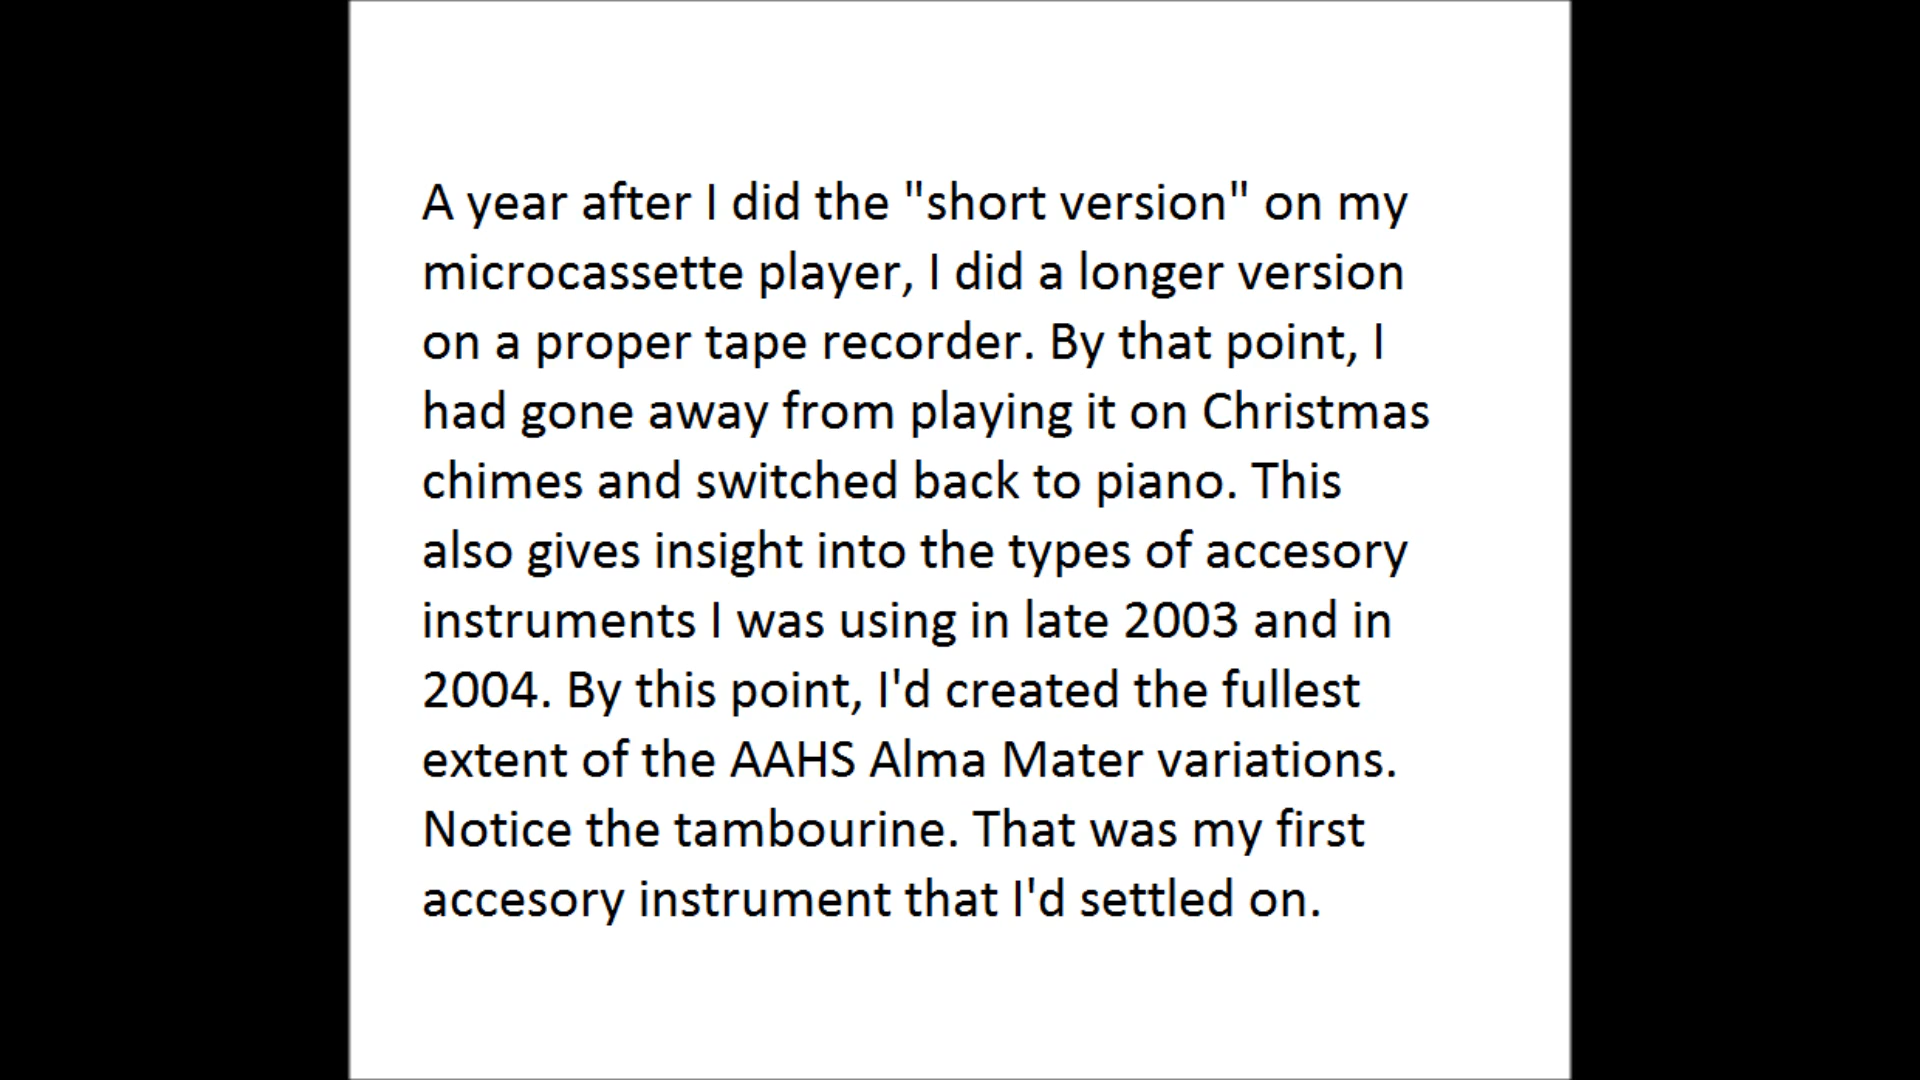 A year after I did the "short version" on my
microcassette player, I did a longer version
on a proper tape recorder. By that point, I
had gone away from playing it on Christmas
chimes and switched back to piano. This
also gives insight into the types of accesory
instruments I was using in late 2003 and in
2004. By this point, I'd created the fullest
extent of the AAHS Alma Mater variations.
Notice the tambourine. That was my first
accesory instrument that I'd settled on.